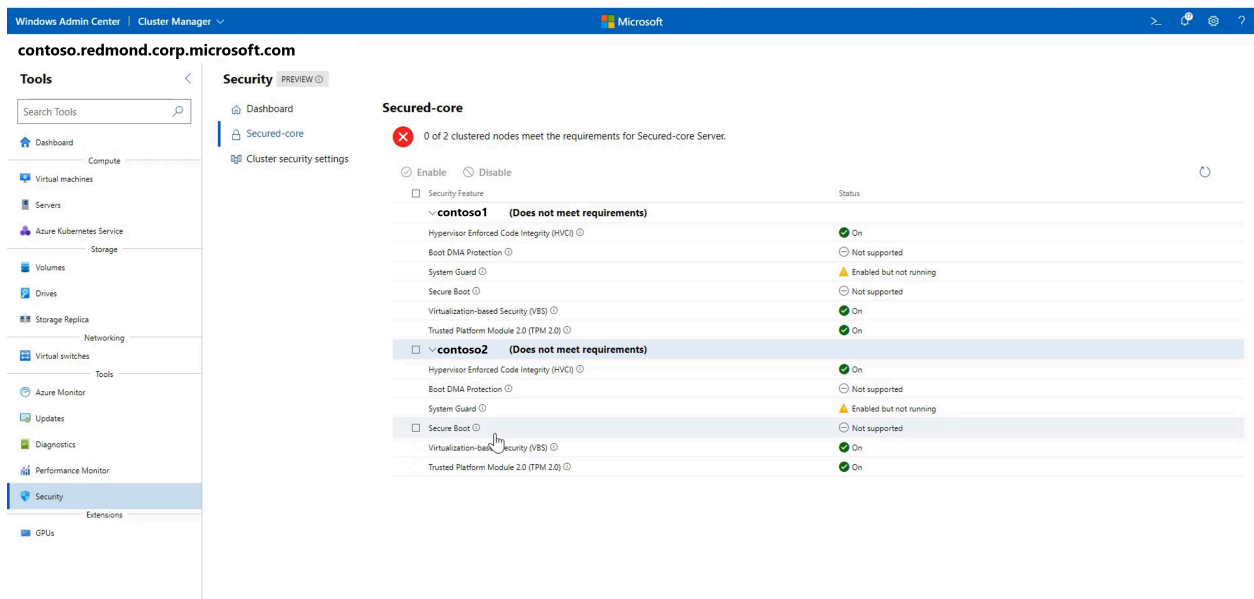 Windows Admin Center | Cluster Manager Microsoft 17
contoso.redmond.corp.microsoft.com
Tools
Search Tools
Dashboard
Compute
Virtual machines
Servers
Azure Kubernetes Service
Storage
Volumes
Drives
Storage Replica
Networking
Virtual switches
Tools
Azure Monitor
Updates
Diagnostics
Performance Monitor
Security
Extensions
GPUs
Security PREVIEW
Dashboard
Secured-core
Cluster security settings
Secured-core
0 of 2 clustered nodes meet the requirements for Secured-core Server.
Enable Disable
Security Feature Status
contoso1 (Does not meet requirements)
Hypervisor Enforced Code Integrity (HVCI) On
Boot DMA Protection Not supported
System Guard Enabled but not running
Secure Boot Not supported
Virtualization-based Security (VBS) On
Trusted Platform Module 2.0 (TPM 2.0) On
contoso2 (Does not meet requirements)
Hypervisor Enforced Code Integrity (HVCI) On
Boot DMA Protection Not supported
System Guard Enabled but not running
Secure Boot Not supported
Virtualization-based Security (VBS) On
Trusted Platform Module 2.0 (TPM 2.0) On